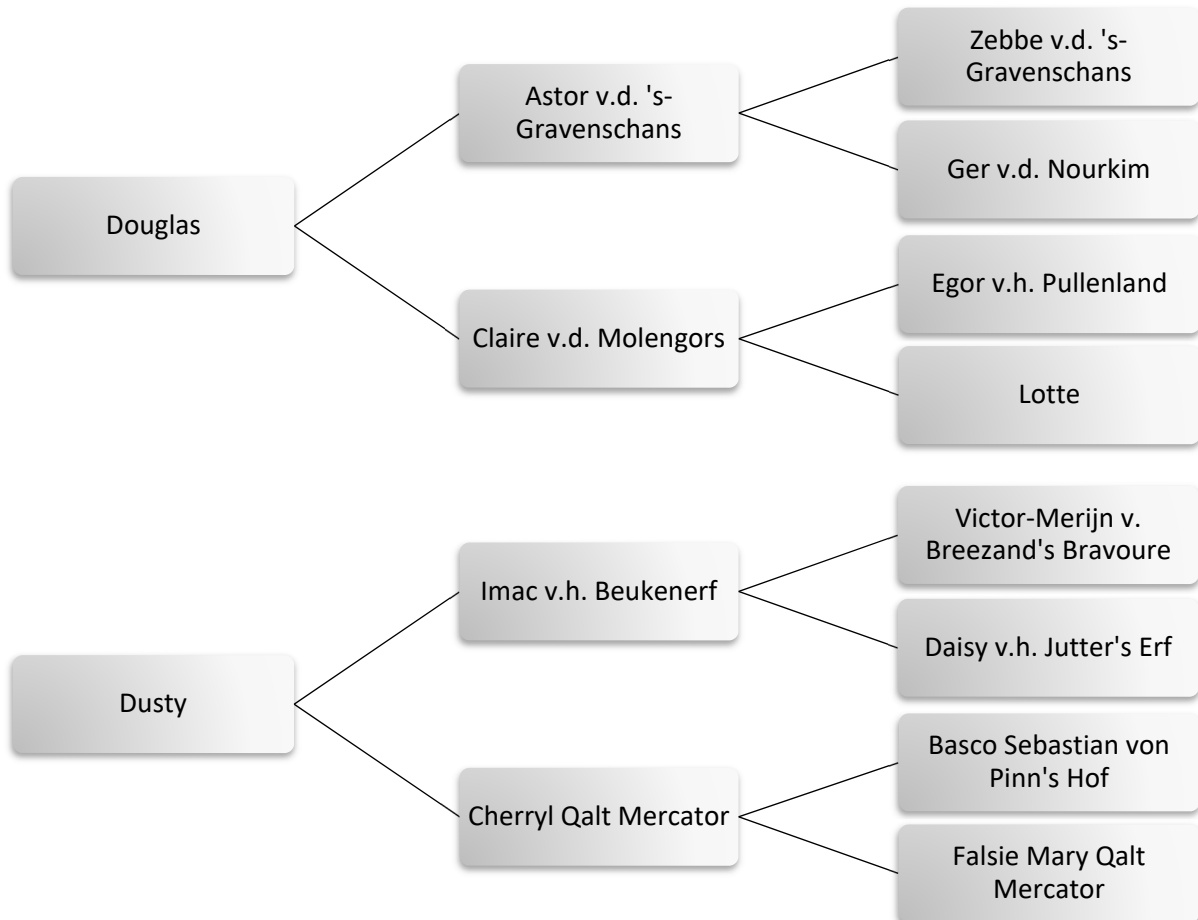 Zebbe v.d. 's-
Gravenschans
Astor v.d. 's-
Gravenschans
Ger v.d. Nourkim
Douglas
Egor v.h. Pullenland
Claire v.d. Molengors
Lotte
Victor-Merijn v.
Breezand's Bravoure
Imac v.h. Beukenerf
Daisy v.h. Jutter's Erf
Dusty
Basco Sebastian von
Pinn's Hof
Cherryl Qalt Mercator
Falsie Mary Qalt
Mercator